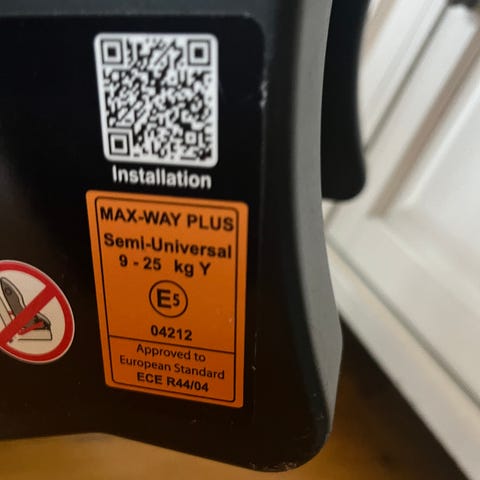 Installation
MAX-WAY PLUS
Semi-Universal
9 - 25 kg Y
E5
04212
Approved to
European Standard
ECE R44/04